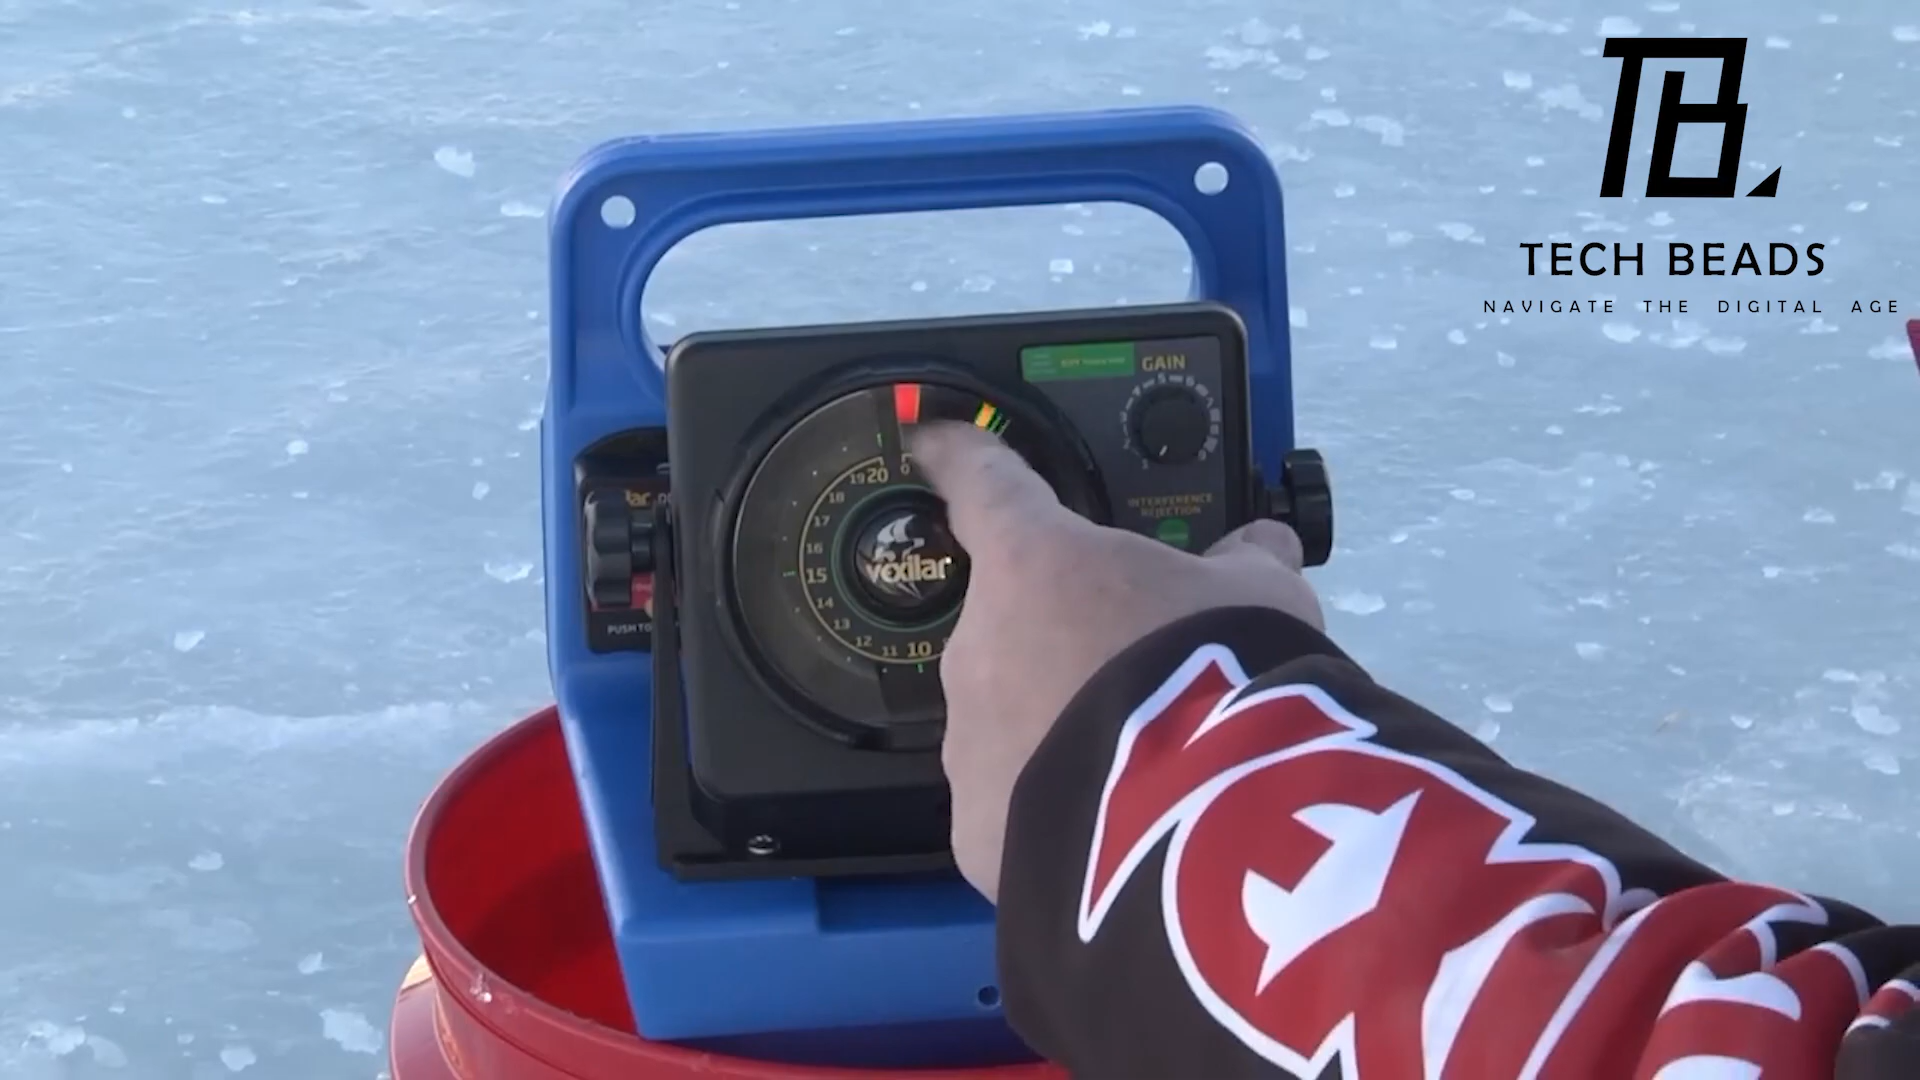 TB.
TECH BEADS
NAVIGATE THE DIGITAL AGE
GAIN
INTERFERENCE
REJECTION
0
20
19
18
17
16
15
14
13
12
11
10
vexilar
PUSH TO